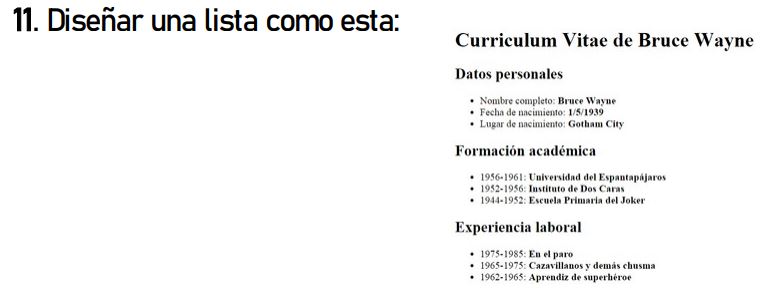 11. Diseñar una lista como esta:
Curriculum Vitae de Bruce Wayne
Datos personales
• Nombre completo: Bruce Wayne
• Fecha de nacimiento: 1/5/1939
• Lugar de nacimiento: Gotham City
Formación académica
• 1956-1961: Universidad del Espantapájaros
• 1952-1956: Instituto de Dos Caras
• 1944-1952: Escuela Primaria del Joker
Experiencia laboral
• 1975-1985: En el paro
• 1965-1975: Cazavillanos y demás chusma
• 1962-1965: Aprendiz de superhéroe